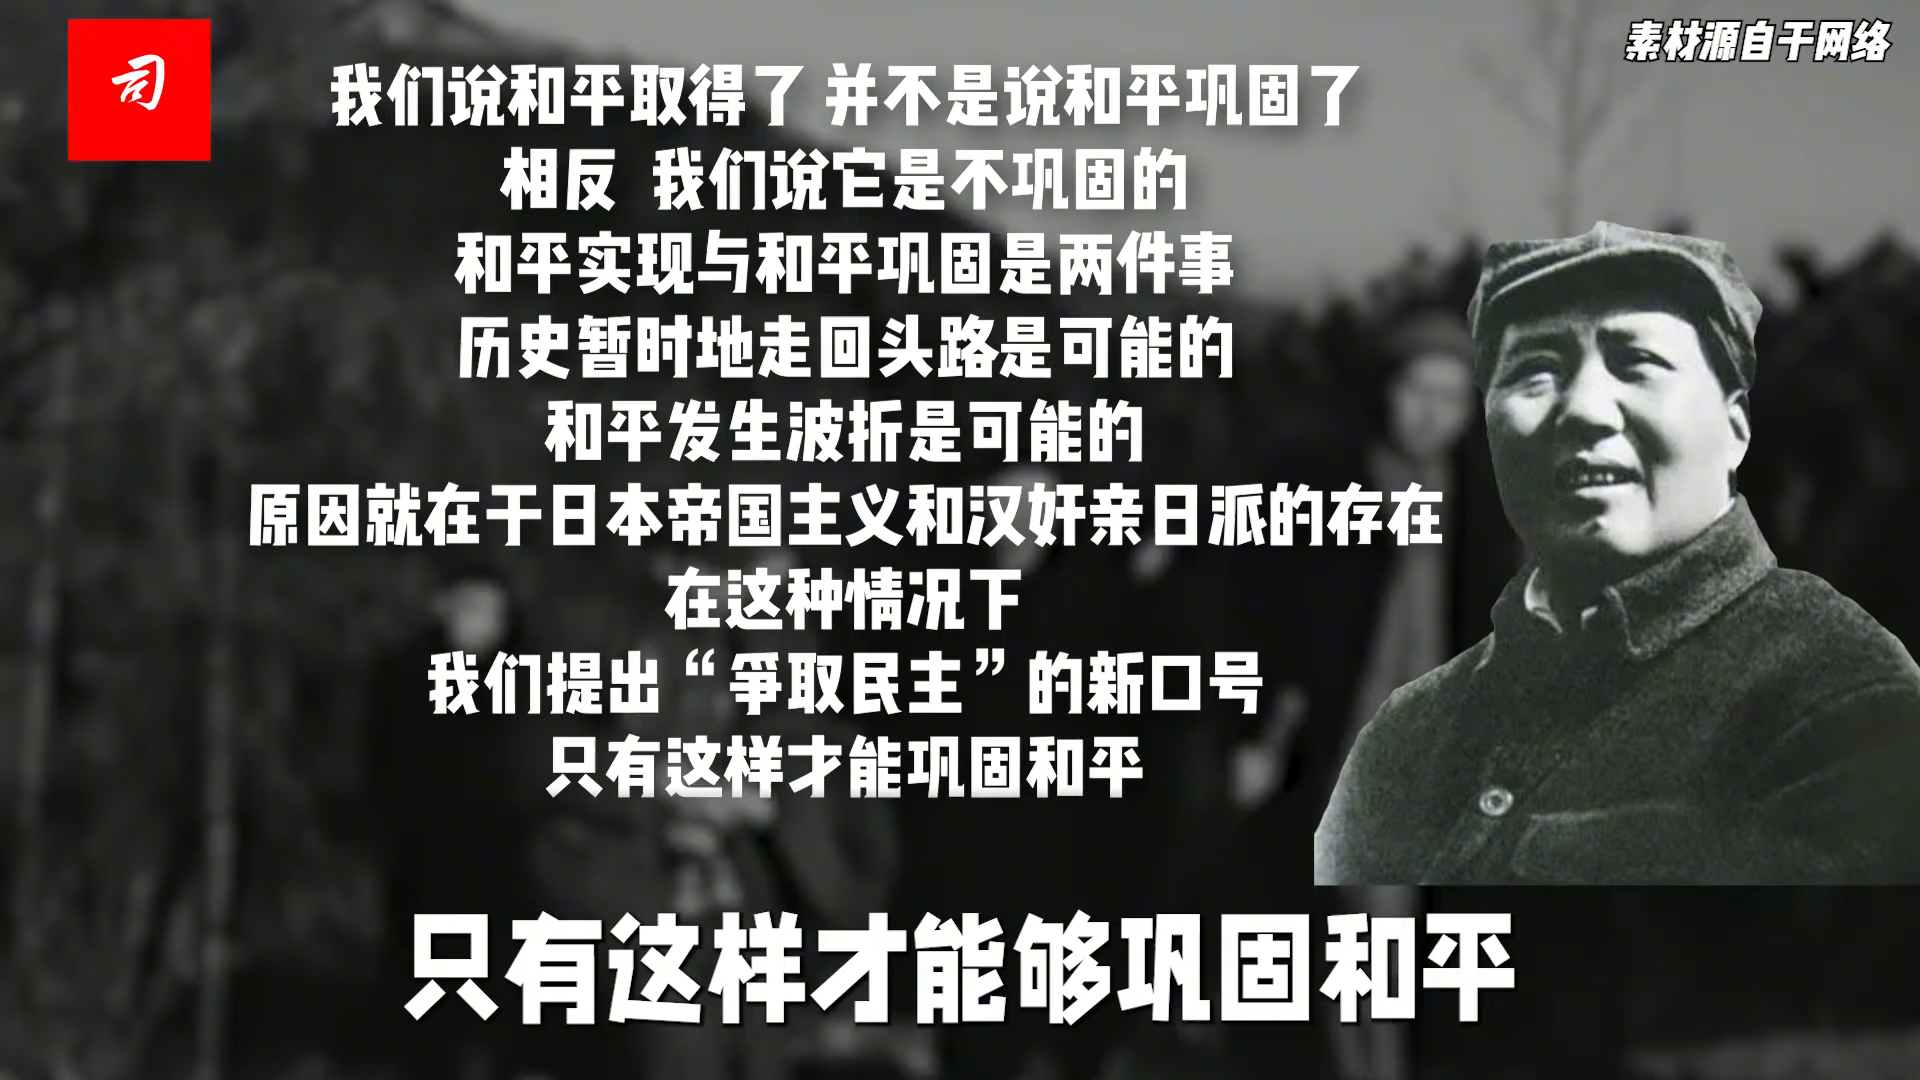 司
素材源自于网络
我们说和平取得了 并不是说和平巩固了
相反 我们说它是不巩固的
和平实现与和平巩固是两件事
历史暂时地走回头路是可能的
和平发生波折是可能的
原因就在于日本帝国主义和汉奸亲日派的存在
在这种情况下
我们提出“争取民主”的新口号
只有这样才能巩固和平
只有这样才能够巩固和平